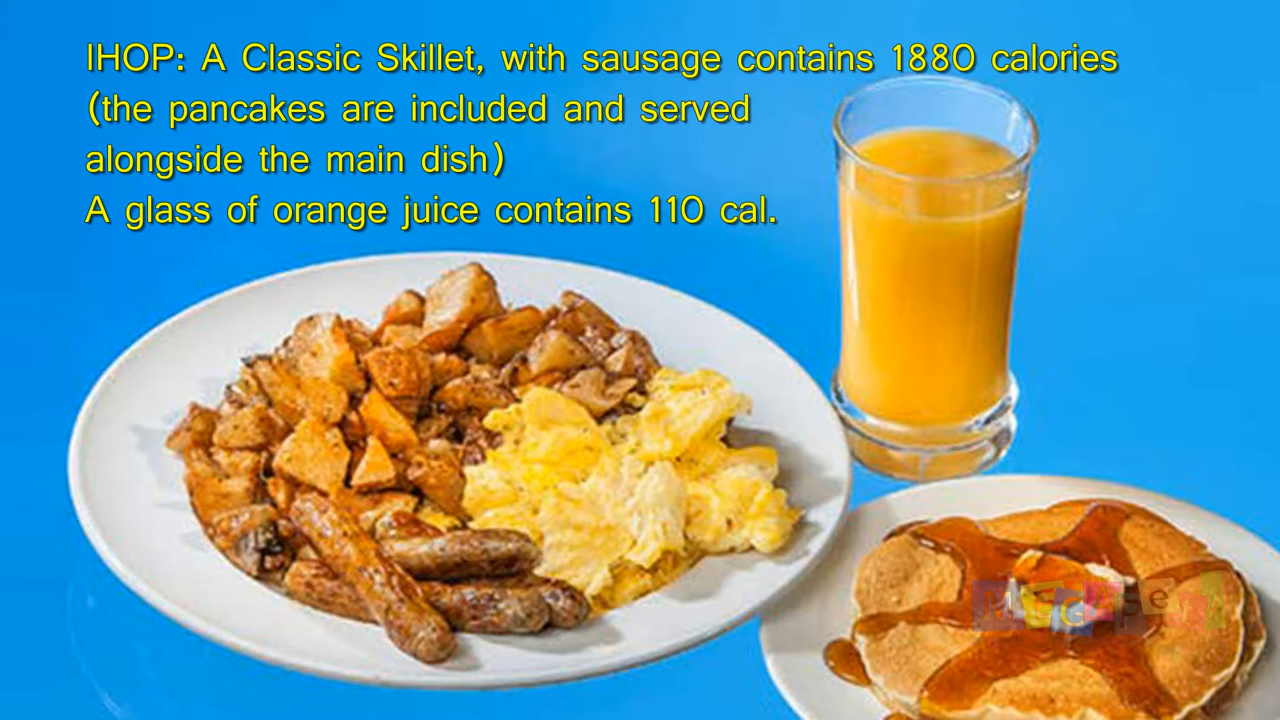 IHOP: A Classic Skillet, with sausage contains 1880 calories
(the pancakes are included and served
alongside the main dish)
A glass of orange juice contains 110 cal.